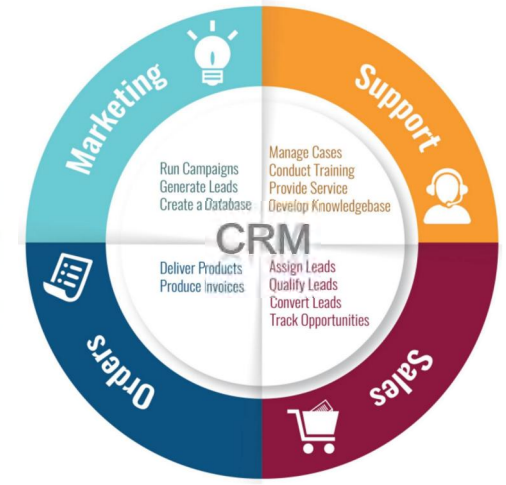 Marketing
Support
Run Campaigns
Generate Leads
Create a Database
Manage Cases
Conduct Training
Provide Service
Develop Knowledgebase
CRM
Deliver Products
Produce Invoices
Assign Leads
Qualify Leads
Convert Leads
Track Opportunities
Orders
Sales